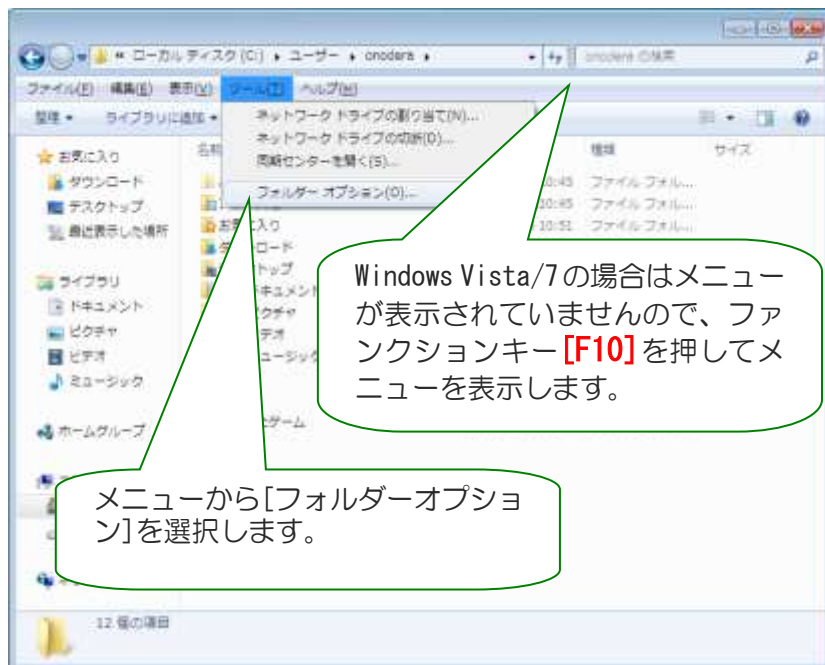 ローカル ディスク (C:) ▸ ユーザー ▸ onodera ▸
onodera の検索
ファイル(F) 編集(E) 表示(V) ツール(T) ヘルプ(H)
整理 ライブラリに追加
ネットワーク ドライブの割り当て(N)...
ネットワーク ドライブの切断(D)...
同期センターを開く(S)...
フォルダー オプション(O)...
種類 サイズ
10:45 ファイル フォル...
10:45 ファイル フォル...
10:51 ファイル フォル...
お気に入り
ダウンロード
デスクトップ
最近表示した場所
ライブラリ
ドキュメント
ピクチャ
ビデオ
ミュージック
ホームグループ
Windows Vista/7の場合はメニュー
が表示されていませんので、ファ
ンクションキー[F10]を押してメ
ニューを表示します。
メニューから[フォルダーオプショ
ン]を選択します。
12 個の項目